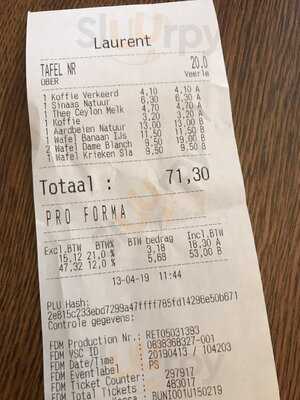 Laurent
TAFEL NR 20.0
OBER Veerle
1 Koffie Verkeerd 4,10 4,10 A
1 Sinaas Natuur 6,30 6,30 A
1 Thee Ceylon Melk 4,70 4,70 A
1 Koffie 3,20 3,20 A
1 Aardbeien Natuur 13,00 13,00 B
1 Wafel Banaan IJs 11,50 11,50 B
2 Wafel Dame Blanch 9,50 19,00 B
1 Wafel Krieken Sla 9,50 9,50 B
Totaal : 71,30
PRO FORMA
Excl.BTW BTW% BTW bedrag Incl.BTW
15,12 21,0 % 3,18 18,30 A
47,32 12,0 % 5,68 53,00 B
13-04-19 11:44
PLU Hash:
2e815c233ebd7299a47ffff785fd14296e50b671
Controle gegevens:
FDM Production Nr.: RET05031393
FDM VSC ID : 0838368327-001
FDM Date/Time : 20190413 / 104203
FDM Eventlabel : PS
FDM Ticket Counter: 297917
FDM Total Tickets : 483017
: BUNI001U150219